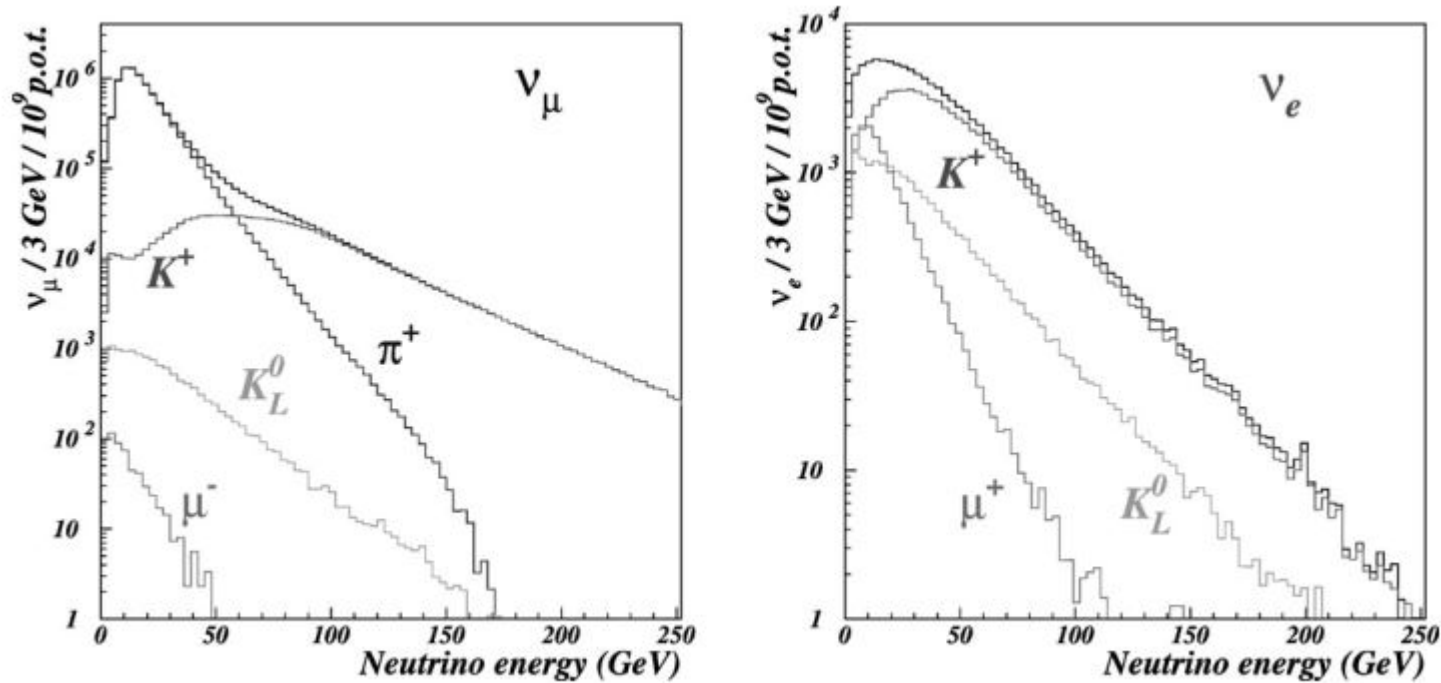 ν_μ / 3 GeV / 10^9 p.o.t.
10^6
10^5
10^4
10^3
10^2
10
1
ν_μ
K^+
π^+
K_L^0
μ^-
0 50 100 150 200 250
Neutrino energy (GeV)
ν_e / 3 GeV / 10^9 p.o.t.
10^4
10^3
10^2
10
1
ν_e
K^+
μ^+
K_L^0
0 50 100 150 200 250
Neutrino energy (GeV)